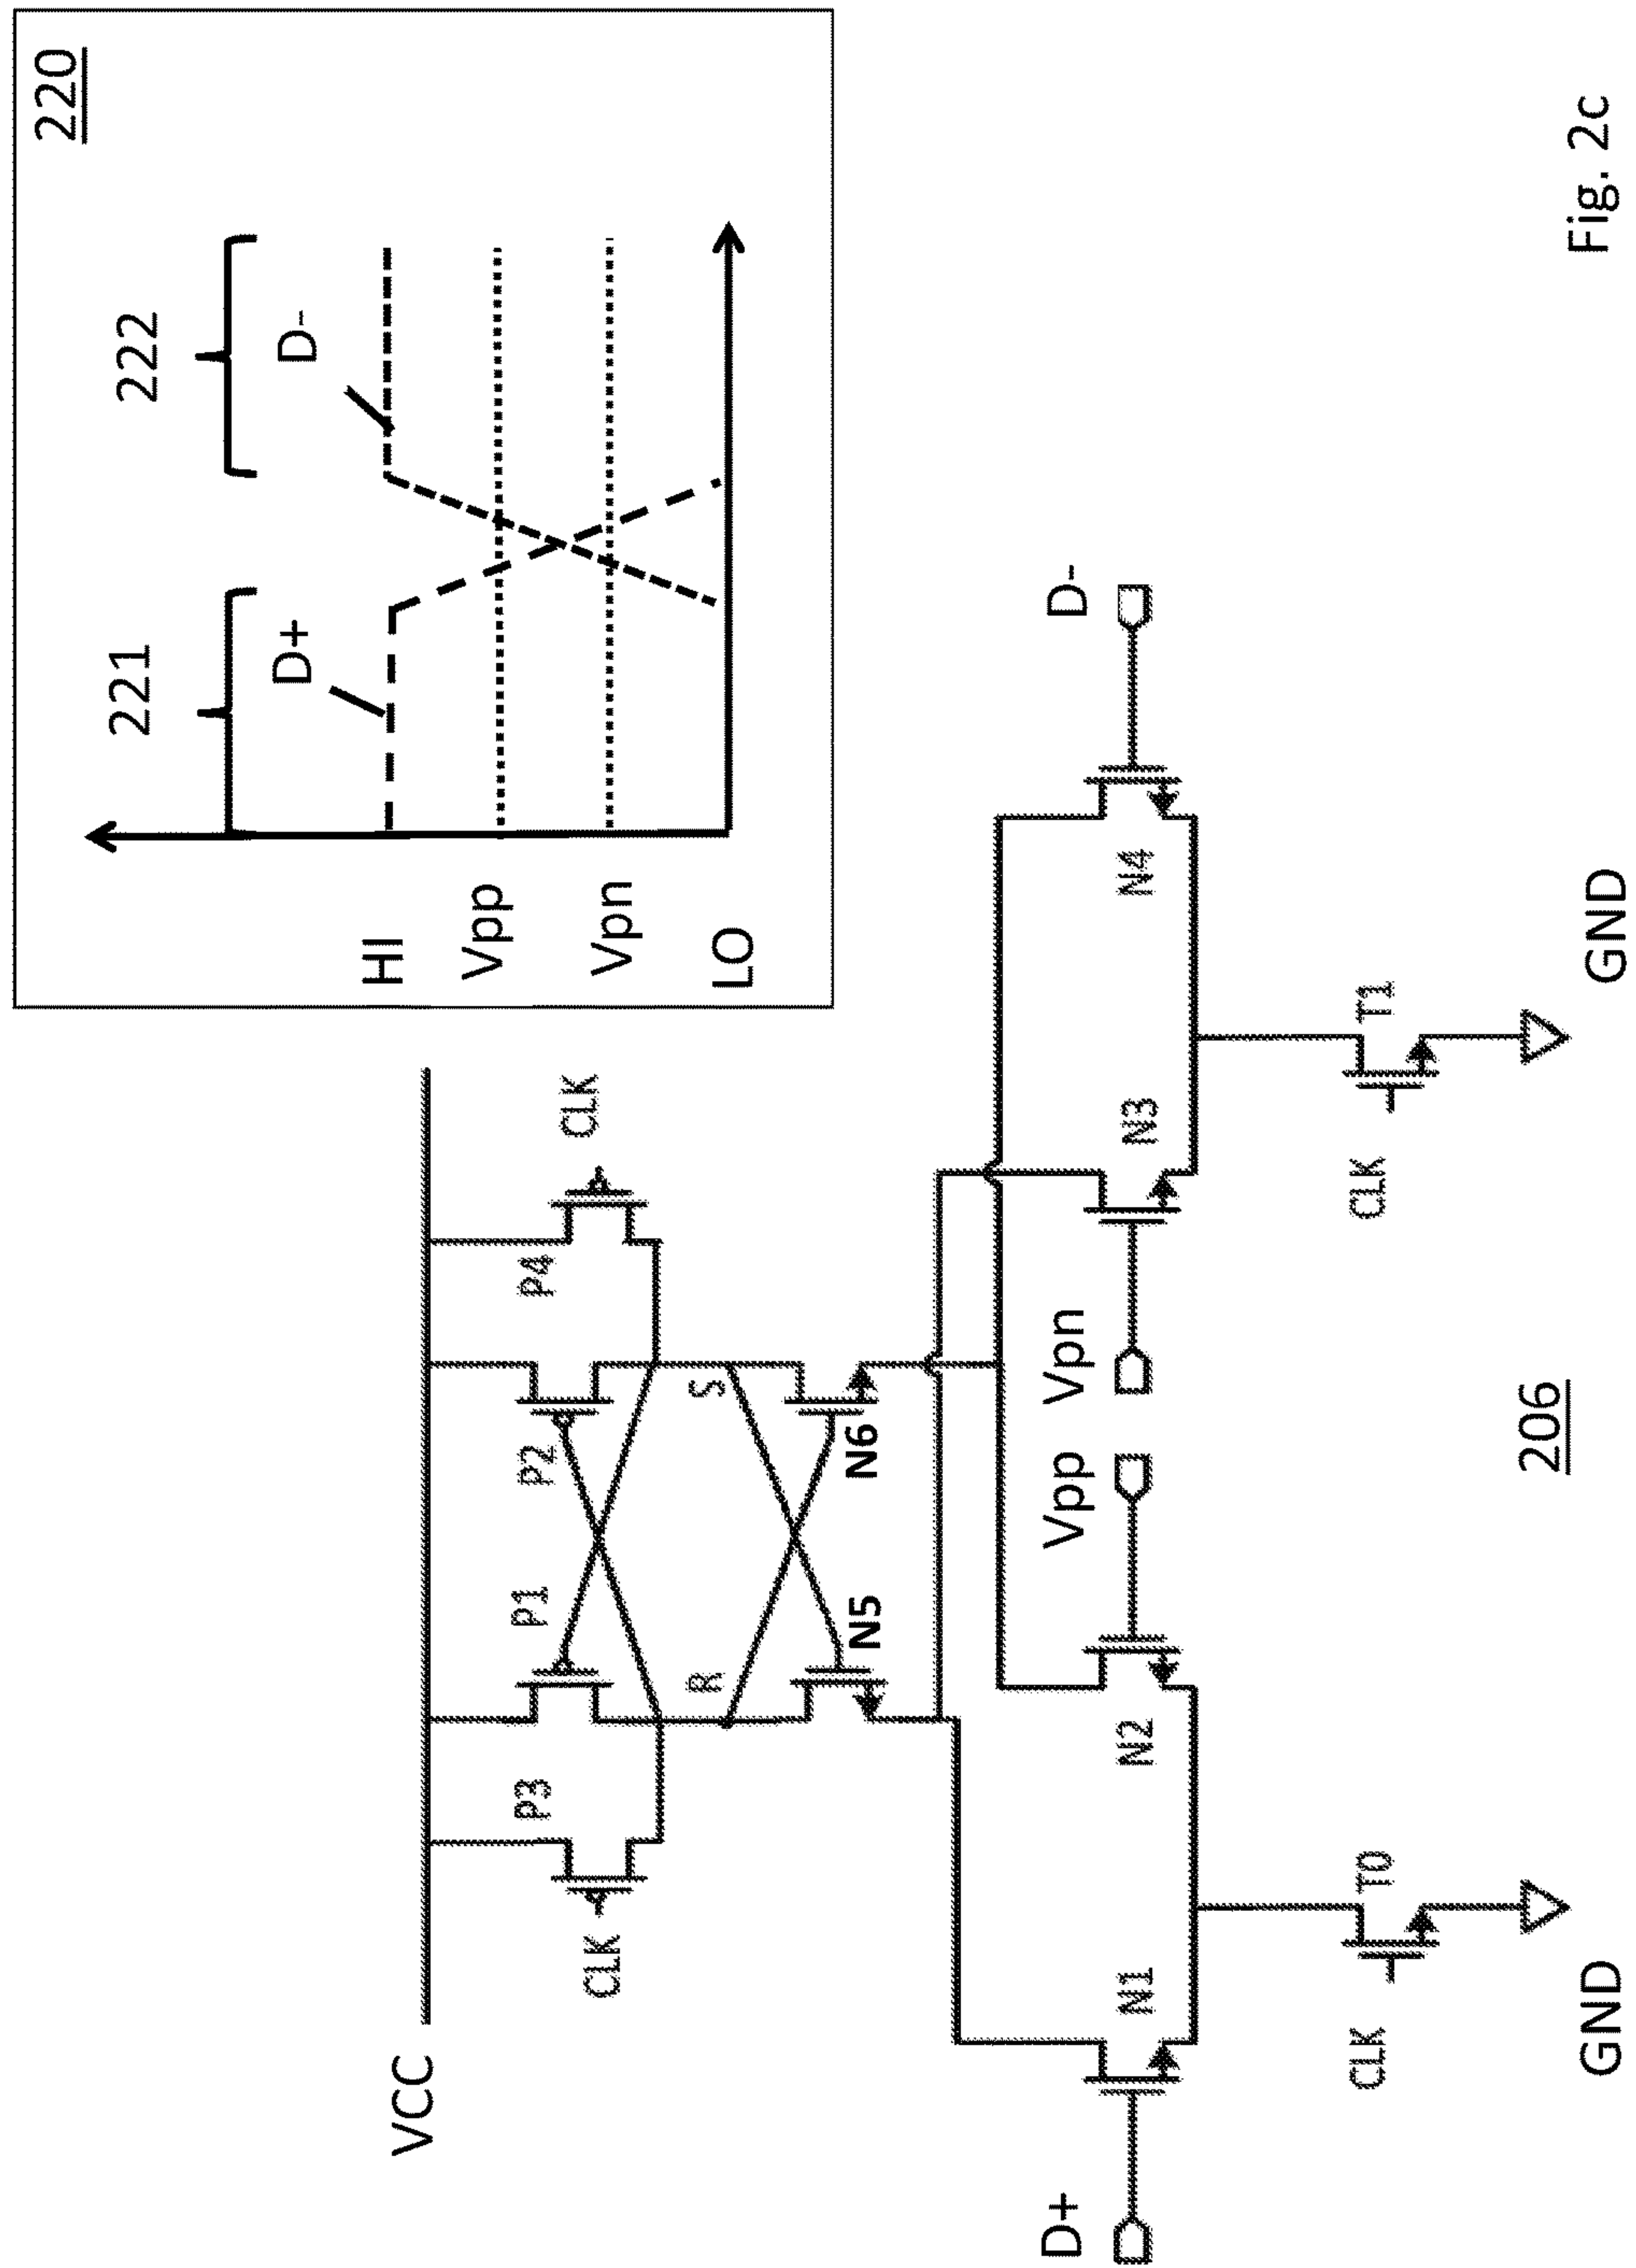 220
221
222
D+
D-
HI
Vpp
Vpn
LO
VCC
CLK
P3
P1
P2
P4
CLK
R
S
N5
N6
D+
Vpp
Vpn
D-
N1
N2
N3
N4
CLK
T0
CLK
T1
GND
GND
206
Fig. 2c